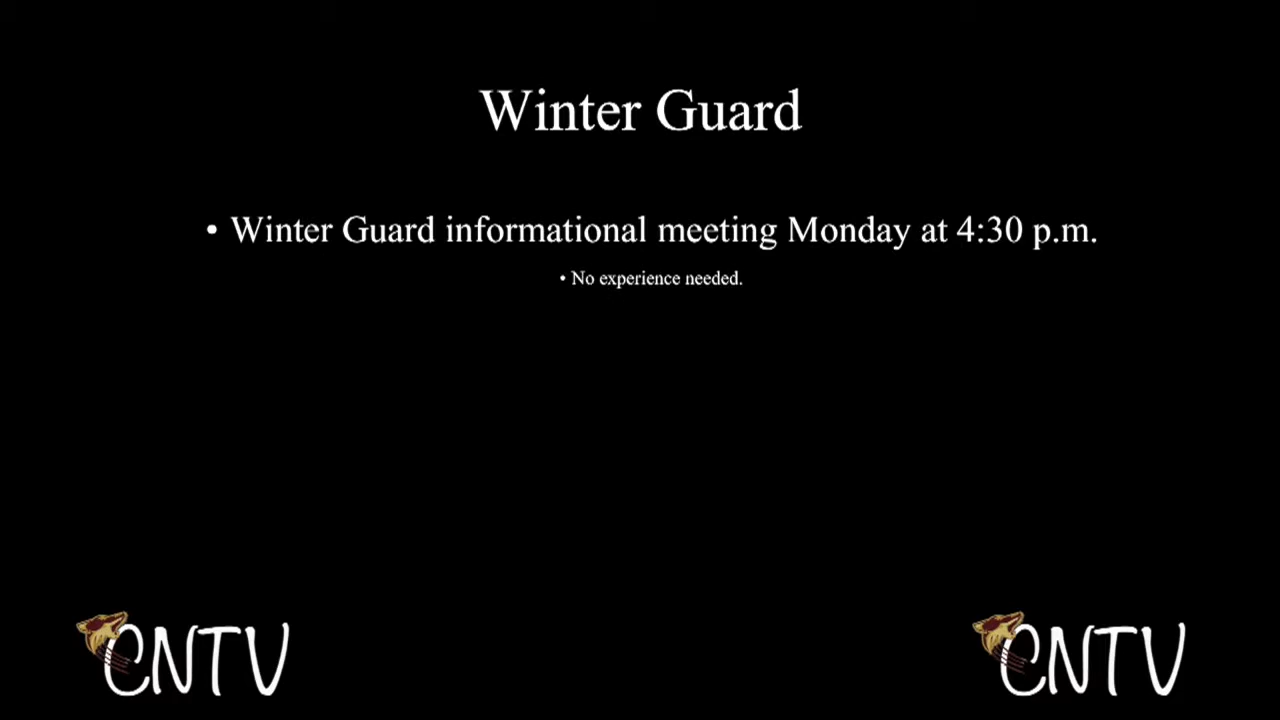 Winter Guard
• Winter Guard informational meeting Monday at 4:30 p.m.
• No experience needed.
CNTV CNTV